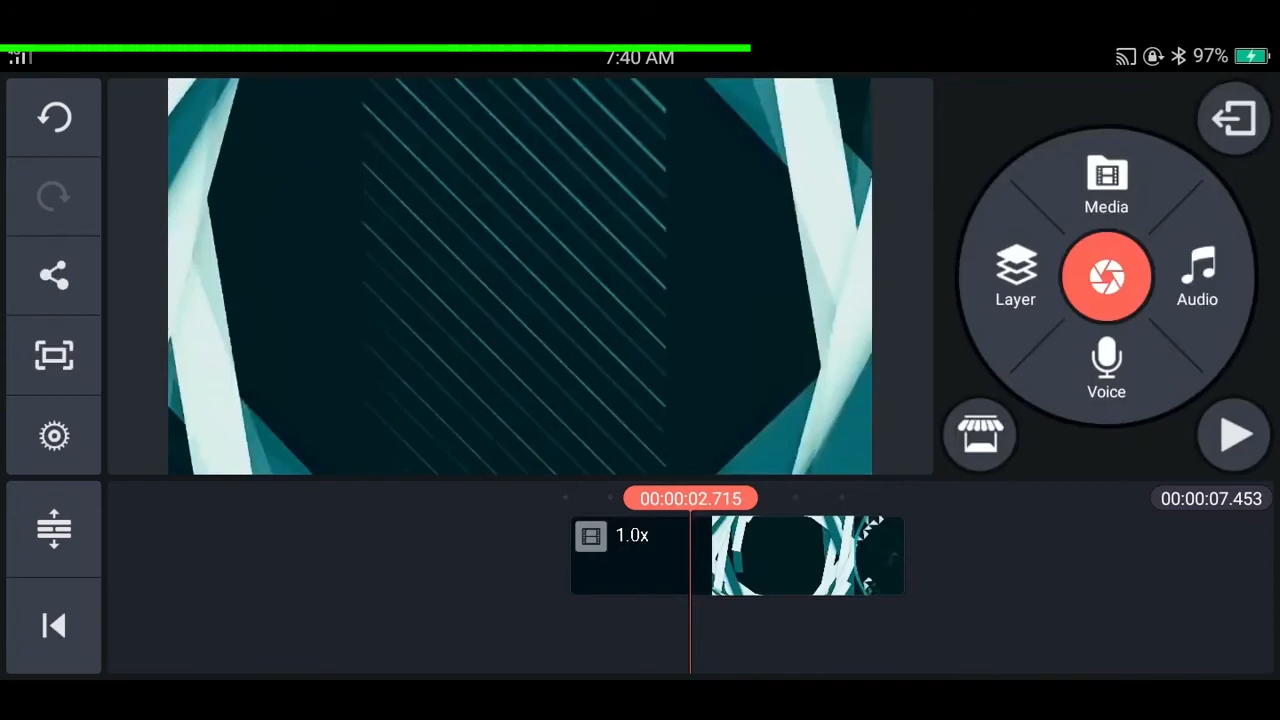 7:40 AM
97%
Media
Layer
Audio
Voice
00:00:02.715
00:00:07.453
1.0x